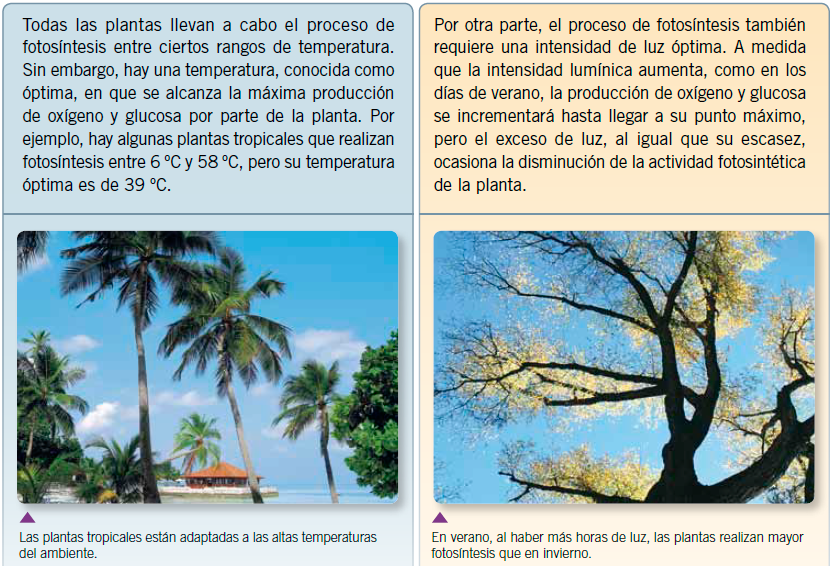 Todas las plantas llevan a cabo el proceso de
fotosíntesis entre ciertos rangos de temperatura.
Sin embargo, hay una temperatura, conocida como
óptima, en que se alcanza la máxima producción
de oxígeno y glucosa por parte de la planta. Por
ejemplo, hay algunas plantas tropicales que realizan
fotosíntesis entre 6 ºC y 58 ºC, pero su temperatura
óptima es de 39 ºC.
Las plantas tropicales están adaptadas a las altas temperaturas
del ambiente.
Por otra parte, el proceso de fotosíntesis también
requiere una intensidad de luz óptima. A medida
que la intensidad lumínica aumenta, como en los
días de verano, la producción de oxígeno y glucosa
se incrementará hasta llegar a su punto máximo,
pero el exceso de luz, al igual que su escasez,
ocasiona la disminución de la actividad fotosintética
de la planta.
En verano, al haber más horas de luz, las plantas realizan mayor
fotosíntesis que en invierno.